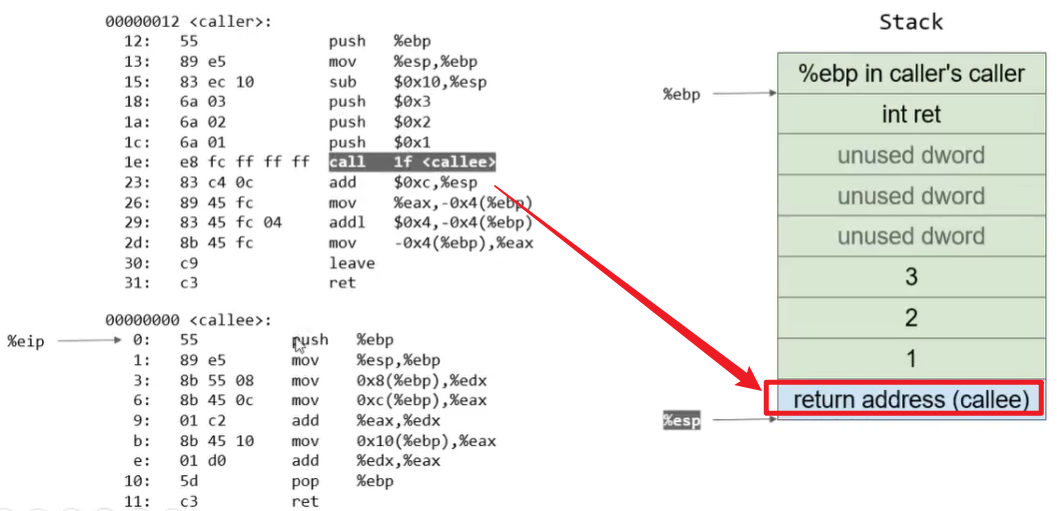 00000012 <caller>:
12: 55 push %ebp
13: 89 e5 mov %esp,%ebp
15: 83 ec 10 sub $0x10,%esp
18: 6a 03 push $0x3
1a: 6a 02 push $0x2
1c: 6a 01 push $0x1
1e: e8 fc ff ff ff call 1f <callee>
23: 83 c4 0c add $0xc,%esp
26: 89 45 fc mov %eax,-0x4(%ebp)
29: 83 45 fc 04 addl $0x4,-0x4(%ebp)
2d: 8b 45 fc mov -0x4(%ebp),%eax
30: c9 leave
31: c3 ret
00000000 <callee>:
%eip
0: 55 push %ebp
1: 89 e5 mov %esp,%ebp
3: 8b 55 08 mov 0x8(%ebp),%edx
6: 8b 45 0c mov 0xc(%ebp),%eax
9: 01 c2 add %eax,%edx
b: 8b 45 10 mov 0x10(%ebp),%eax
e: 01 d0 add %edx,%eax
10: 5d pop %ebp
11: c3 ret
Stack
%ebp in caller's caller
%ebp
int ret
unused dword
unused dword
unused dword
3
2
1
return address (callee)
%esp